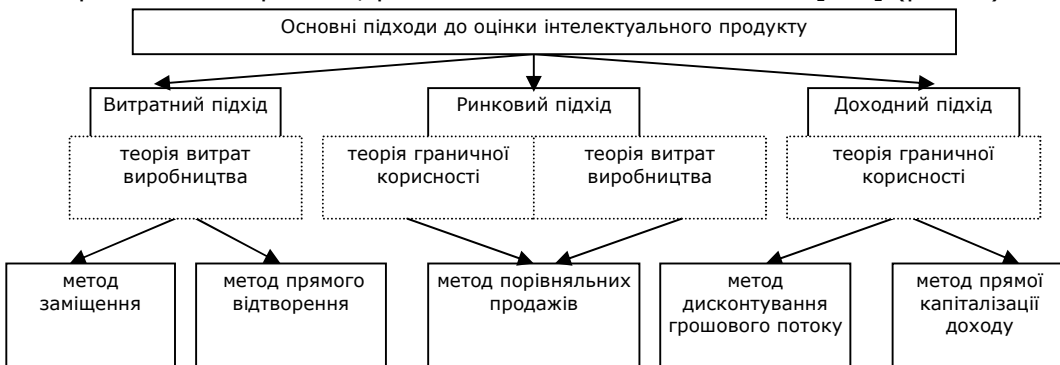 Основні підходи до оцінки інтелектуального продукту
Витратний підхід
Ринковий підхід
Доходний підхід
теорія витрат
виробництва
теорія граничної
корисності
теорія витрат
виробництва
теорія граничної
корисності
метод
заміщення
метод прямого
відтворення
метод порівняльних
продажів
метод
дисконтування
грошового потоку
метод прямої
капіталізації
доходу